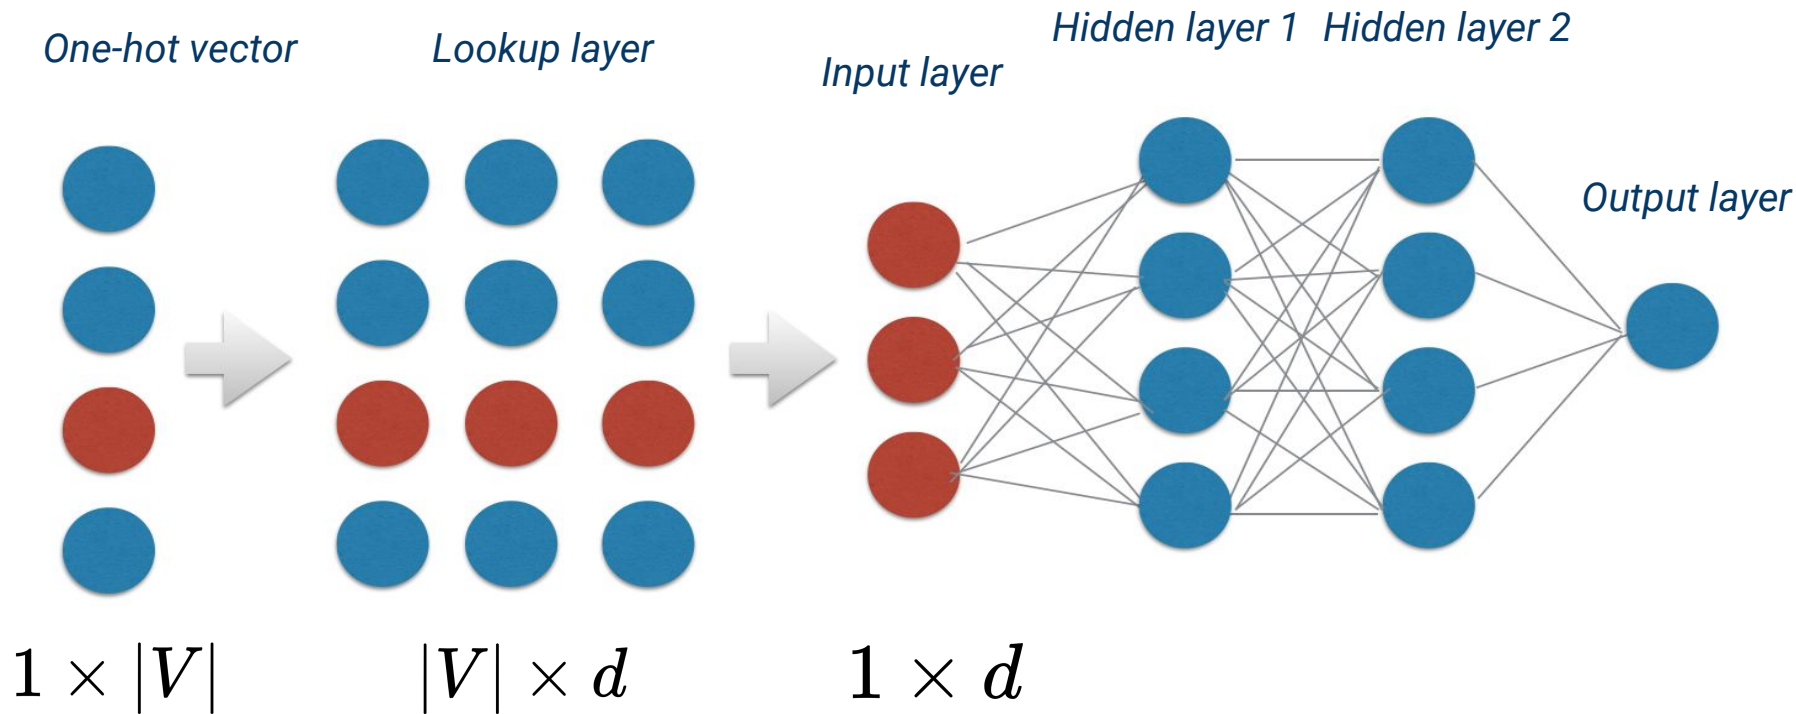 One-hot vector
Lookup layer
Input layer
Hidden layer 1
Hidden layer 2
Output layer
1 × |V|
|V| × d
1 × d